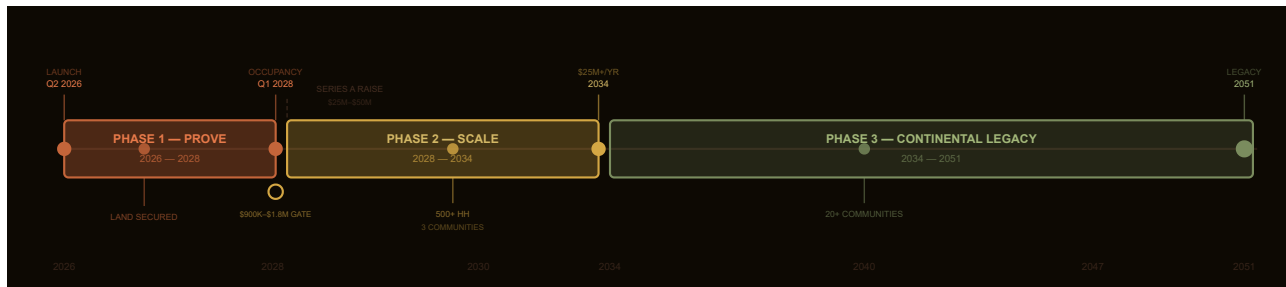 LAUNCH
Q2 2026
OCCUPANCY
Q1 2028
SERIES A RAISE
$25M–$50M
$25M+/YR
2034
LEGACY
2051
PHASE 1 — PROVE
2026 — 2028
PHASE 2 — SCALE
2028 — 2034
PHASE 3 — CONTINENTAL LEGACY
2034 — 2051
LAND SECURED
$900K–$1.8M GATE
500+ HH
3 COMMUNITIES
20+ COMMUNITIES
2026
2028
2030
2034
2040
2047
2051